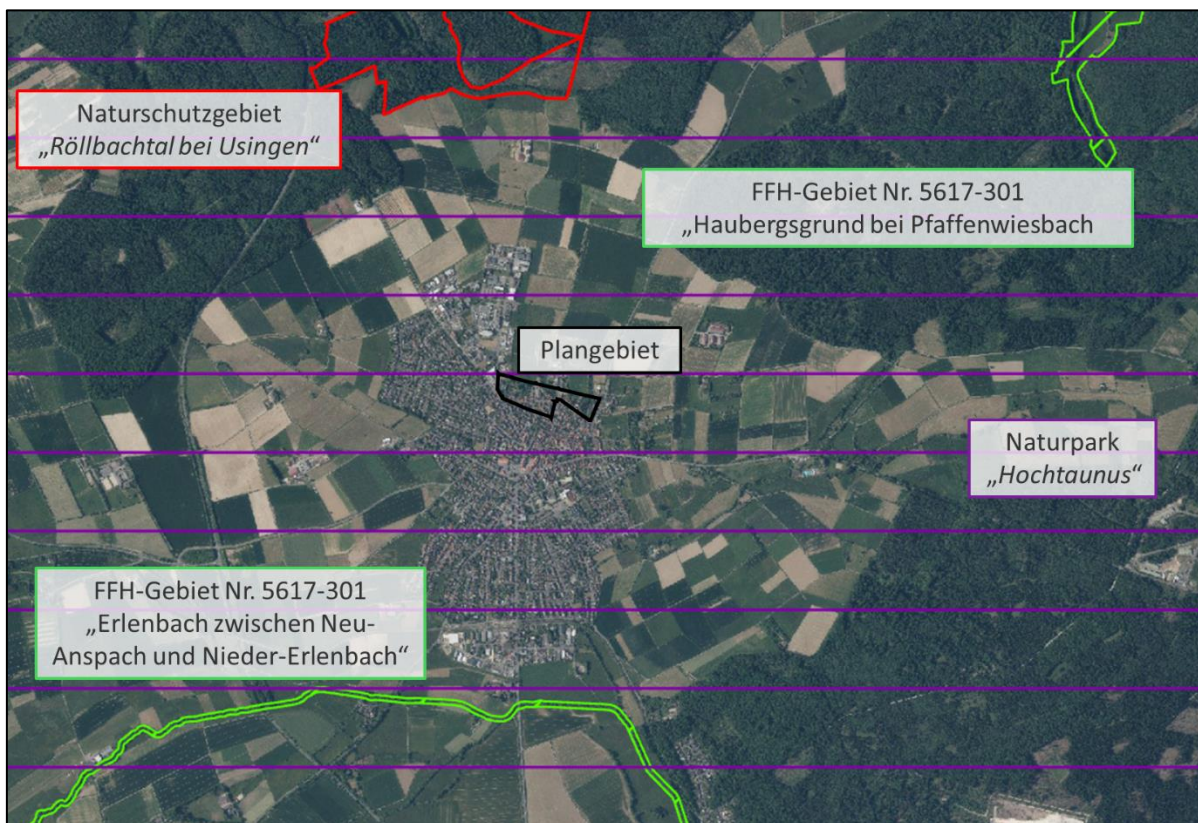 Naturschutzgebiet
„Röllbachtal bei Usingen“
FFH-Gebiet Nr. 5617-301
„Haubergsgrund bei Pfaffenwiesbach
Plangebiet
Naturpark
„Hochtaunus“
FFH-Gebiet Nr. 5617-301
„Erlenbach zwischen Neu-
Anspach und Nieder-Erlenbach“